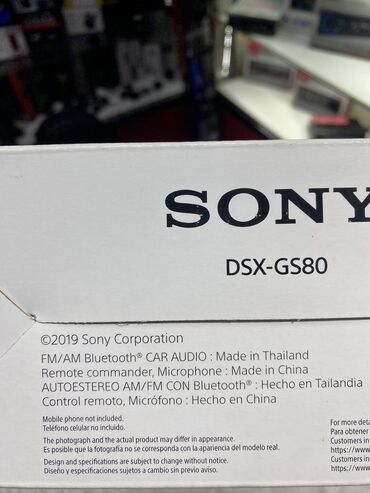 SONY
DSX-GS80
©2019 Sony Corporation
FM/AM Bluetooth® CAR AUDIO : Made in Thailand
Remote commander, Microphone : Made in China
AUTOESTEREO AM/FM CON Bluetooth® : Hecho en Tailandia
Control remoto, Micrófono : Hecho en China
Mobile phone not included.
Teléfono celular no incluido.
The photograph and the actual product may differ in appearance.
Es posible que la fotografía no se corresponda con la apariencia del modelo real.
Design and specifications are subject to change without notice.
Diseño y especificaciones sujetos a cambio sin previo aviso.
For more deta
Para obtener
Customers in
https://www
Customers in
https://www.